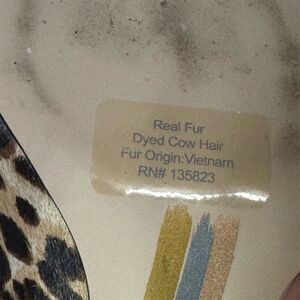 Real Fur
Dyed Cow Hair
Fur Origin:Vietnam
RN# 135823